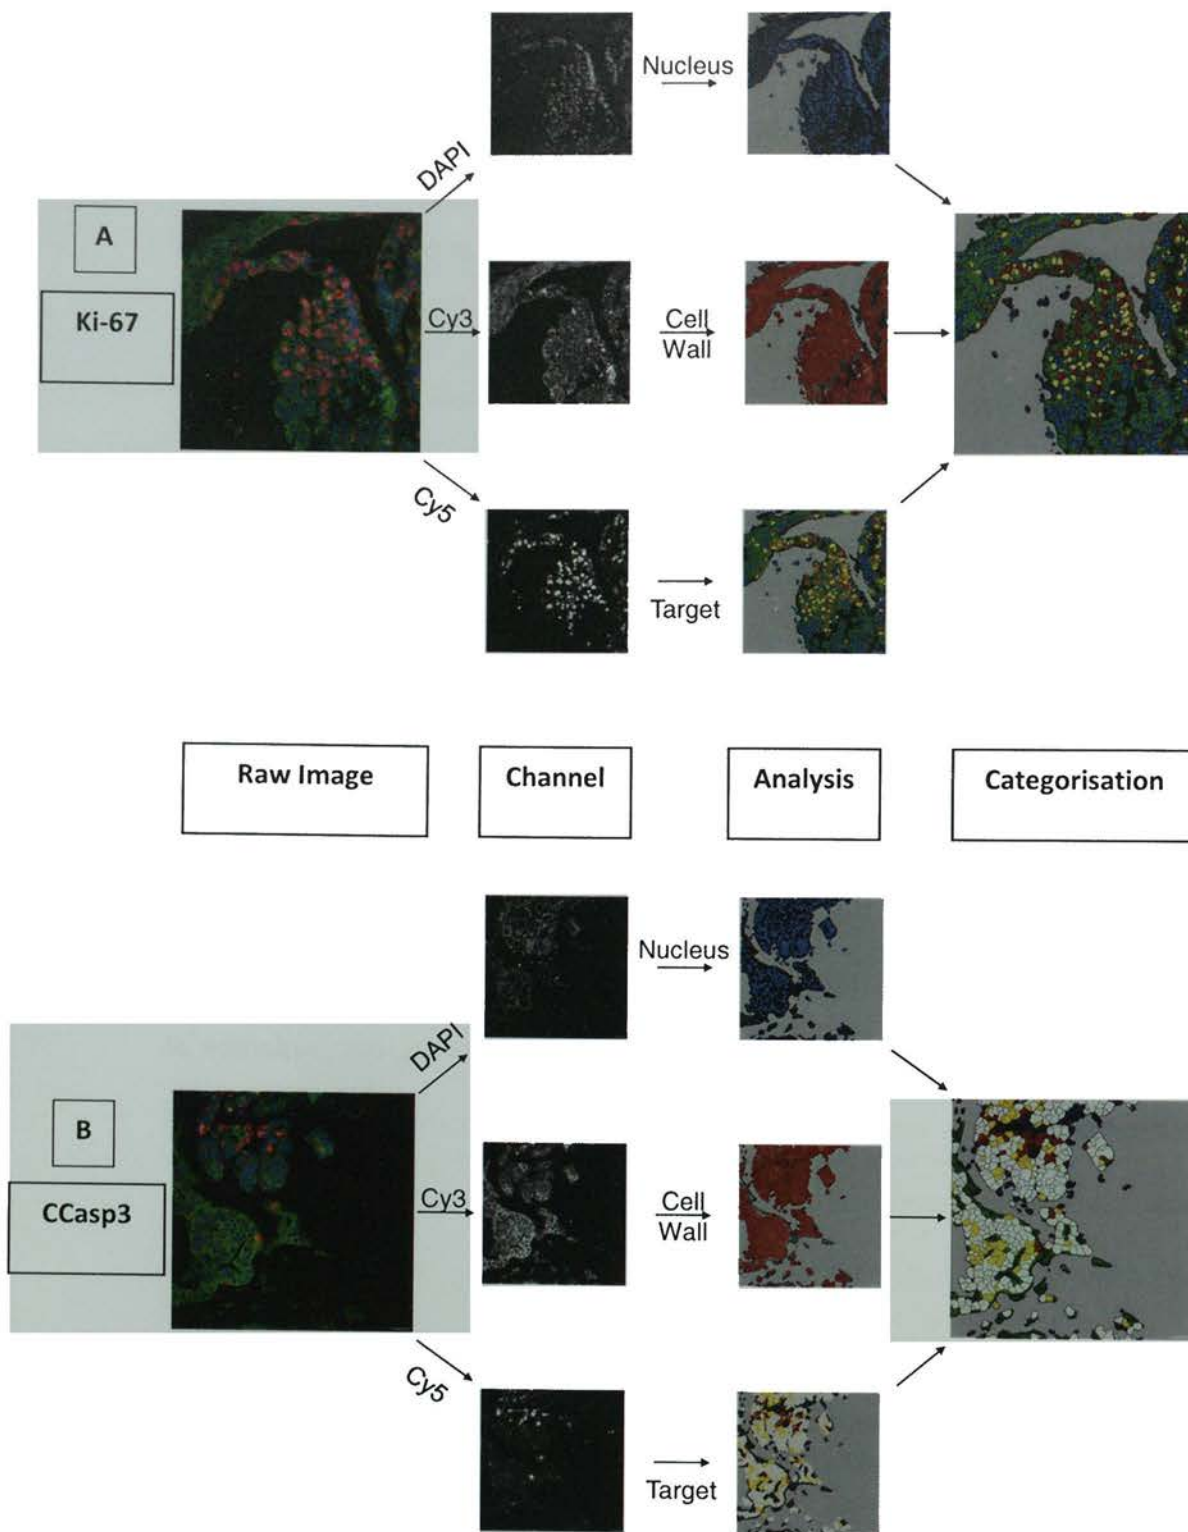 Nucleus
DAPI
A
Ki-67
Cy3
Cell
Wall
Cy5
Target
Raw Image
Channel
Analysis
Categorisation
Nucleus
DAPI
B
CCasp3
Cy3
Cell
Wall
Cy5
Target